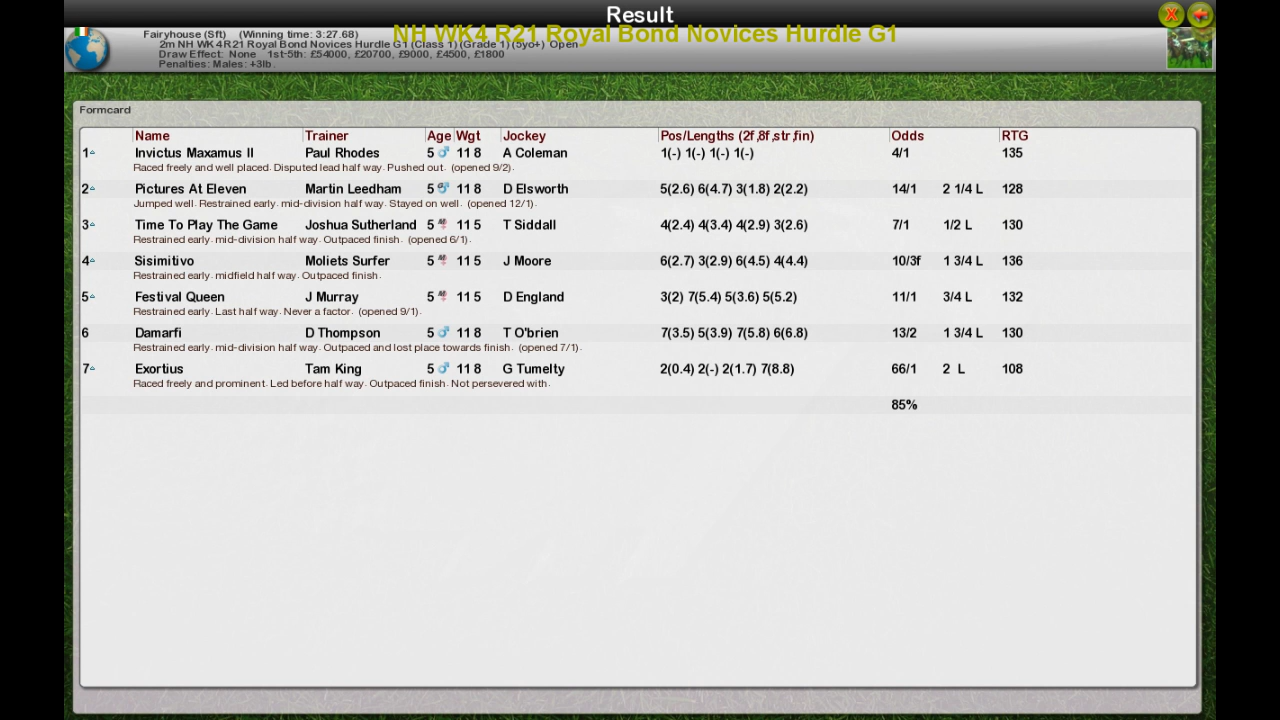 Result
NH WK4 R21 Royal Bond Novices Hurdle G1
Fairyhouse (Sft) (Winning time: 3:27.68)
2m NH WK4 R21 Royal Bond Novices Hurdle G1 (Class 1) (Grade 1) (5yo+) Open
Draw Effect: None 1st-5th: £54000, £20700, £9000, £4500, £1800
Penalties: Males: +3lb.
Formcard
Name Trainer Age Wgt Jockey Pos/Lengths (2f,8f,str,fin) Odds RTG
1 Invictus Maxamus II Paul Rhodes 5 11 8 A Coleman 1(-) 1(-) 1(-) 1(-) 4/1 135
Raced freely and well placed. Disputed lead half way. Pushed out. (opened 9/2).
2 Pictures At Eleven Martin Leedham 5 11 8 D Elsworth 5(2.6) 6(4.7) 3(1.8) 2(2.2) 14/1 2 1/4 L 128
Jumped well. Restrained early. mid-division half way. Stayed on well. (opened 12/1).
3 Time To Play The Game Joshua Sutherland 5 11 5 T Siddall 4(2.4) 4(3.4) 4(2.9) 3(2.6) 7/1 1/2 L 130
Restrained early. mid-division half way. Outpaced finish. (opened 6/1).
4 Sisimitivo Moliets Surfer 5 11 5 J Moore 6(2.7) 3(2.9) 6(4.5) 4(4.4) 10/3f 1 3/4 L 136
Restrained early. midfield half way. Outpaced finish.
5 Festival Queen J Murray 5 11 5 D England 3(2) 7(5.4) 5(3.6) 5(5.2) 11/1 3/4 L 132
Restrained early. Last half way. Never a factor. (opened 9/1).
6 Damarfi D Thompson 5 11 8 T O'brien 7(3.5) 5(3.9) 7(5.8) 6(6.8) 13/2 1 3/4 L 130
Restrained early. mid-division half way. Outpaced and lost place towards finish. (opened 7/1).
7 Exortius Tam King 5 11 8 G Tumelty 2(0.4) 2(-) 2(1.7) 7(8.8) 66/1 2 L 108
Raced freely and prominent. Led before half way. Outpaced finish. Not persevered with.
85%